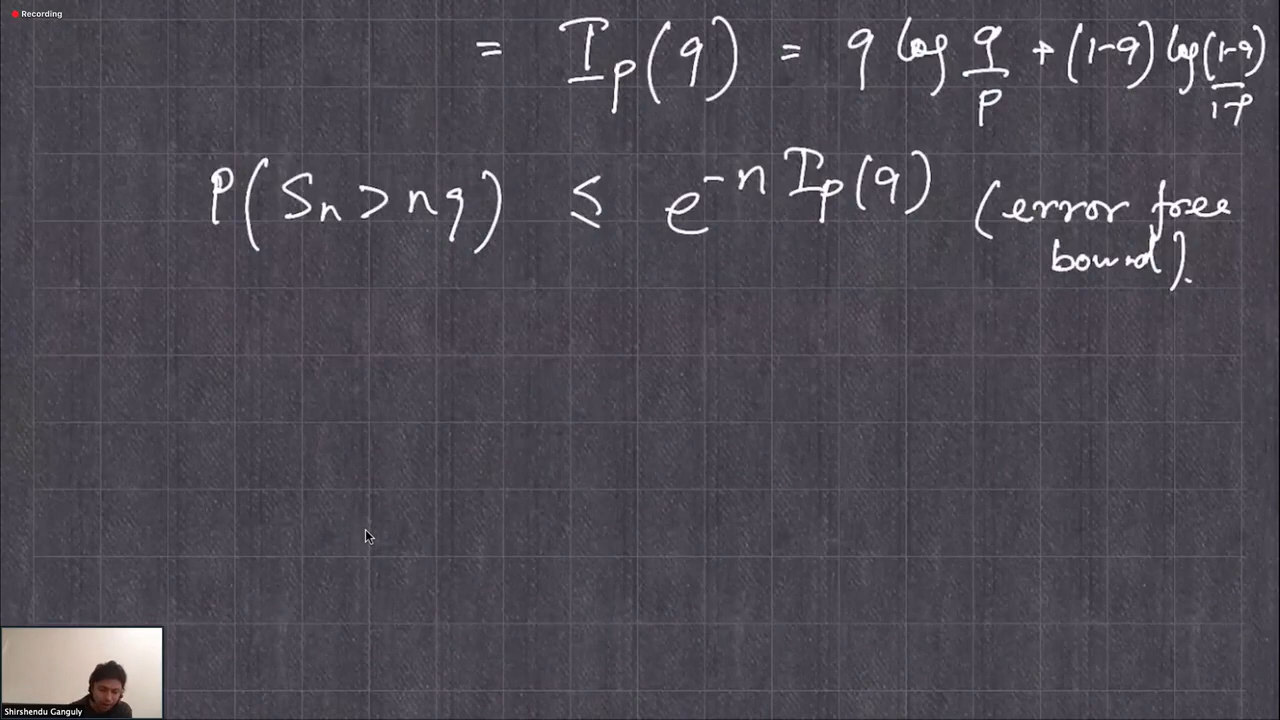 Recording
= I_p(q) = q log q/p + (1-q) log (1-q)/1-p
P(S_n > nq) ≤ e^{-n I_p(q)} (error free
bound).
Shirshendu Ganguly